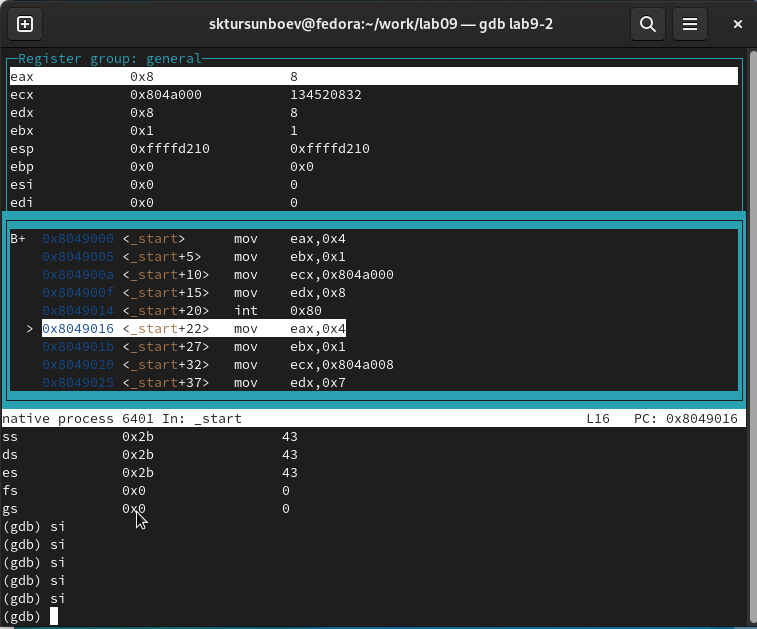 sktursunboev@fedora:~/work/lab09 — gdb lab9-2
Register group: general
eax 0x8 8
ecx 0x804a000 134520832
edx 0x8 8
ebx 0x1 1
esp 0xffffd210 0xffffd210
ebp 0x0 0x0
esi 0x0 0
edi 0x0 0
B+ 0x8049000 <_start> mov eax,0x4
0x8049005 <_start+5> mov ebx,0x1
0x804900a <_start+10> mov ecx,0x804a000
0x804900f <_start+15> mov edx,0x8
0x8049014 <_start+20> int 0x80
> 0x8049016 <_start+22> mov eax,0x4
0x804901b <_start+27> mov ebx,0x1
0x8049020 <_start+32> mov ecx,0x804a008
0x8049025 <_start+37> mov edx,0x7
native process 6401 In: _start L16 PC: 0x8049016
ss 0x2b 43
ds 0x2b 43
es 0x2b 43
fs 0x0 0
gs 0x0 0
(gdb) si
(gdb) si
(gdb) si
(gdb) si
(gdb) si
(gdb)